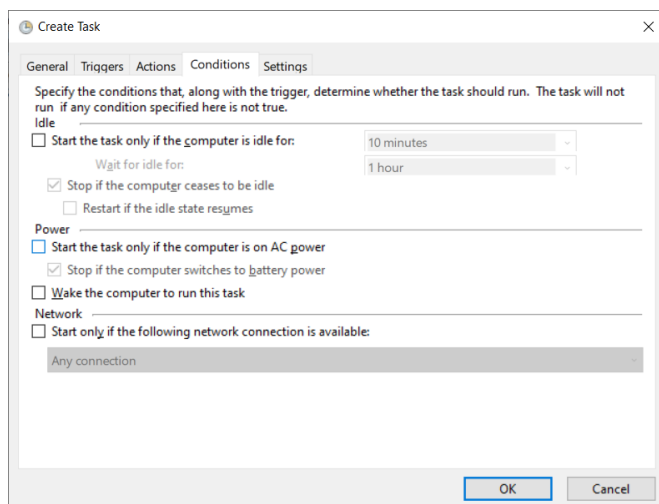 Create Task
General Triggers Actions Conditions Settings
Specify the conditions that, along with the trigger, determine whether the task should run.  The task will not
run  if any condition specified here is not true.
Idle
Start the task only if the computer is idle for: 10 minutes
Wait for idle for: 1 hour
Stop if the computer ceases to be idle
Restart if the idle state resumes
Power
Start the task only if the computer is on AC power
Stop if the computer switches to battery power
Wake the computer to run this task
Network
Start only if the following network connection is available:
Any connection
OK Cancel